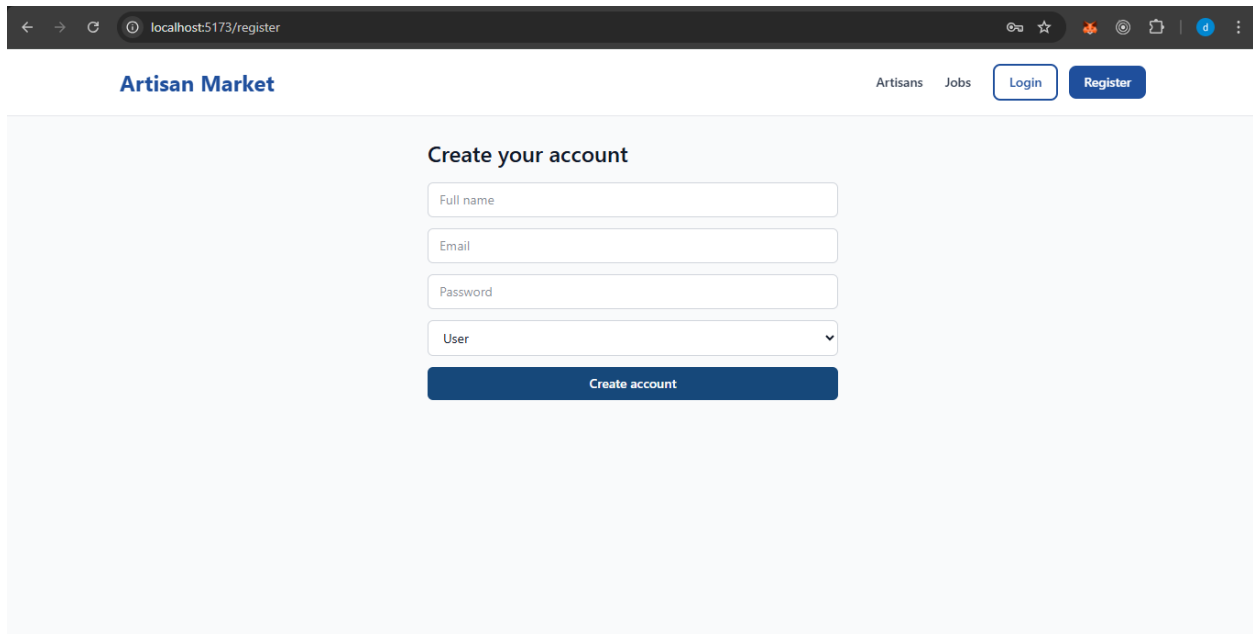 localhost:5173/register
d
Artisan Market
Artisans Jobs Login Register
Create your account
Full name
Email
Password
User
Create account